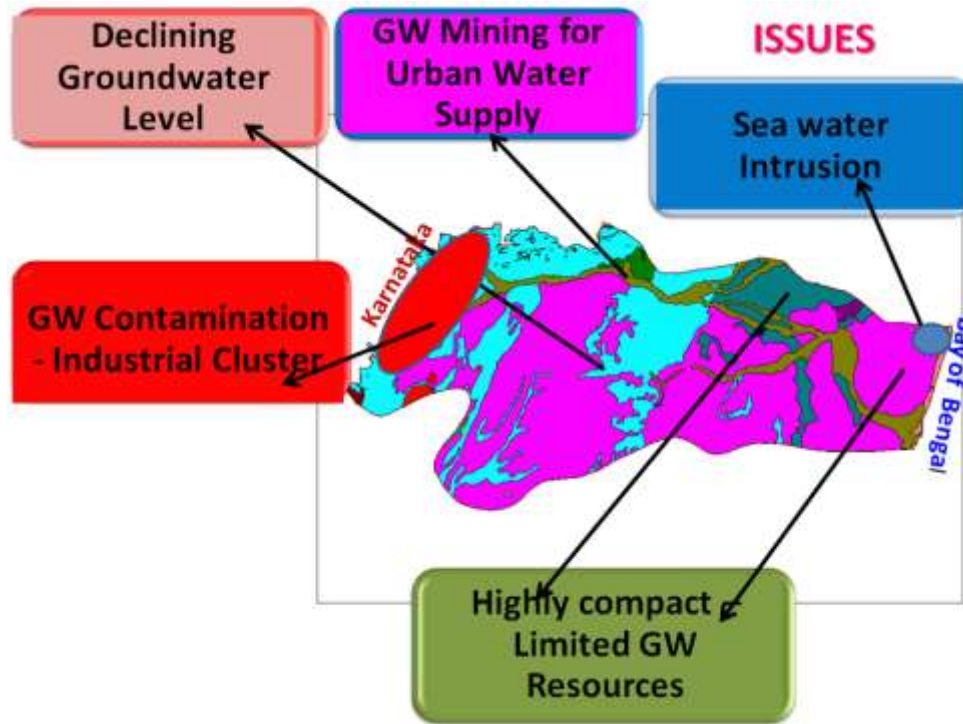 Declining
Groundwater
Level
GW Mining for
Urban Water
Supply
ISSUES
Sea water
Intrusion
GW Contamination
- Industrial Cluster
Karnataka
Bay of Bengal
Highly compact –
Limited GW
Resources